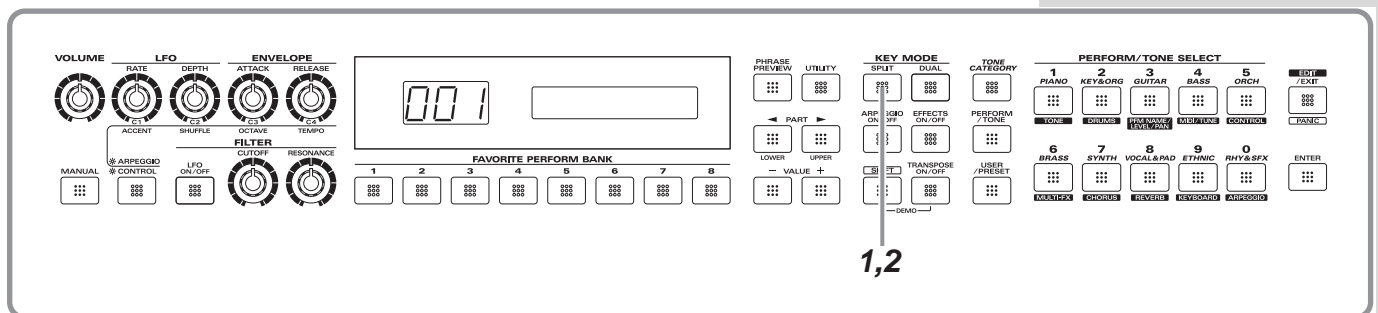 VOLUME
LFO
ENVELOPE
RATE DEPTH ATTACK RELEASE
C1 C2 C3 C4
ACCENT SHUFFLE OCTAVE TEMPO
FILTER
CUTOFF RESONANCE
MANUAL
ARPEGGIO
CONTROL
LFO
ON/OFF
001
FAVORITE PERFORM BANK
1 2 3 4 5 6 7 8
PHRASE
PREVIEW
UTILITY
◄ PART ►
LOWER UPPER
− VALUE +
KEY MODE
SPLIT DUAL
ARPEGGIO
ON/OFF
EFFECTS
ON/OFF
SHIFT
TRANSPOSE
ON/OFF
DEMO
TONE
CATEGORY
PERFORM
/TONE
USER
/PRESET
PERFORM/TONE SELECT
1 2 3 4 5
PIANO KEY&ORG GUITAR BASS ORCH
TONE DRUMS PFM NAME/
LEVEL/PAN MIDI/TUNE CONTROL
6 7 8 9 0
BRASS SYNTH VOCAL&PAD ETHNIC RHY&SFX
MULTI-FX CHORUS REVERB KEYBOARD ARPEGGIO
EDIT
/EXIT
PANIC
ENTER
1,2